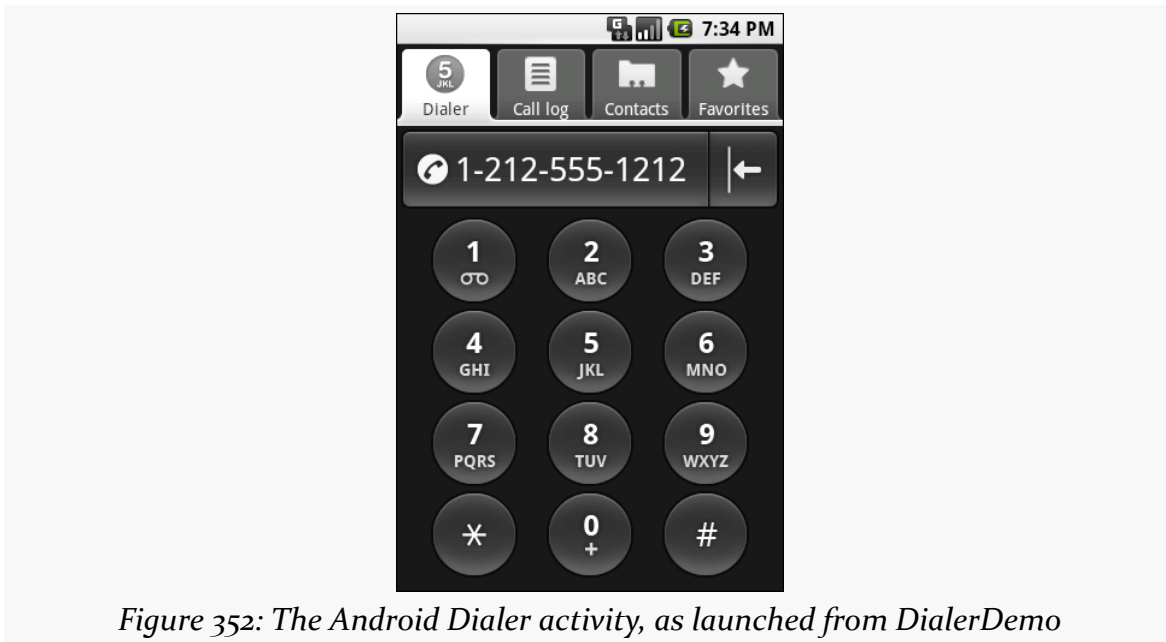 G
7:34 PM
5
JKL
Dialer
Call log
Contacts
Favorites
1-212-555-1212
1
2
3
ABC
DEF
4
5
6
GHI
JKL
MNO
7
8
9
PQRS
TUV
WXYZ
*
0
#
+
Figure 352: The Android Dialer activity, as launched from DialerDemo